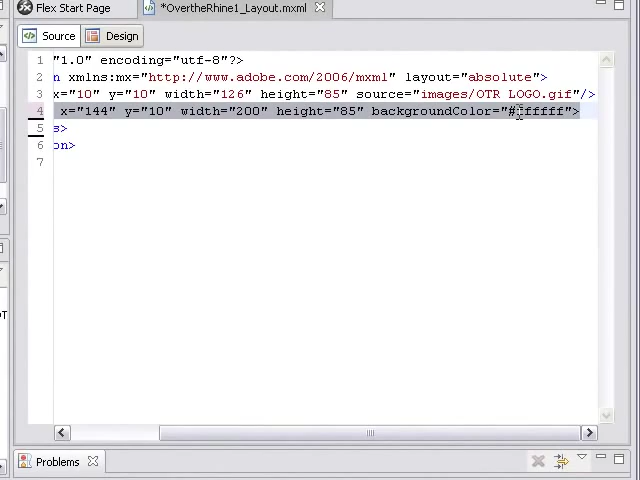 Flex Start Page
*OvertheRhine1_Layout.mxml
Source
Design
1 "1.0" encoding="utf-8"?>
2 n xmlns:mx="http://www.adobe.com/2006/mxml" layout="absolute">
3 x="10" y="10" width="126" height="85" source="images/OTR LOGO.gif"/>
4 x="144" y="10" width="200" height="85" backgroundColor="#ffffff">
5 s>
6 on>
7
Problems